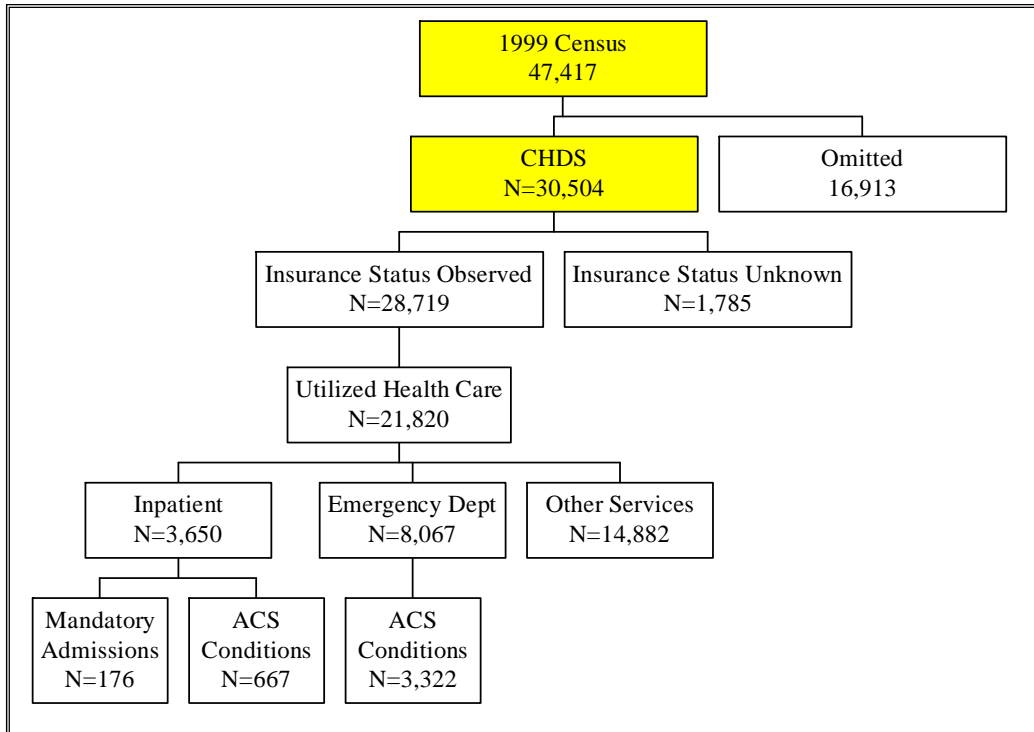 1999 Census
47,417
CHDS
N=30,504
Omitted
16,913
Insurance Status Observed
N=28,719
Insurance Status Unknown
N=1,785
Utilized Health Care
N=21,820
Inpatient
N=3,650
Emergency Dept
N=8,067
Other Services
N=14,882
Mandatory
Admissions
N=176
ACS
Conditions
N=667
ACS
Conditions
N=3,322